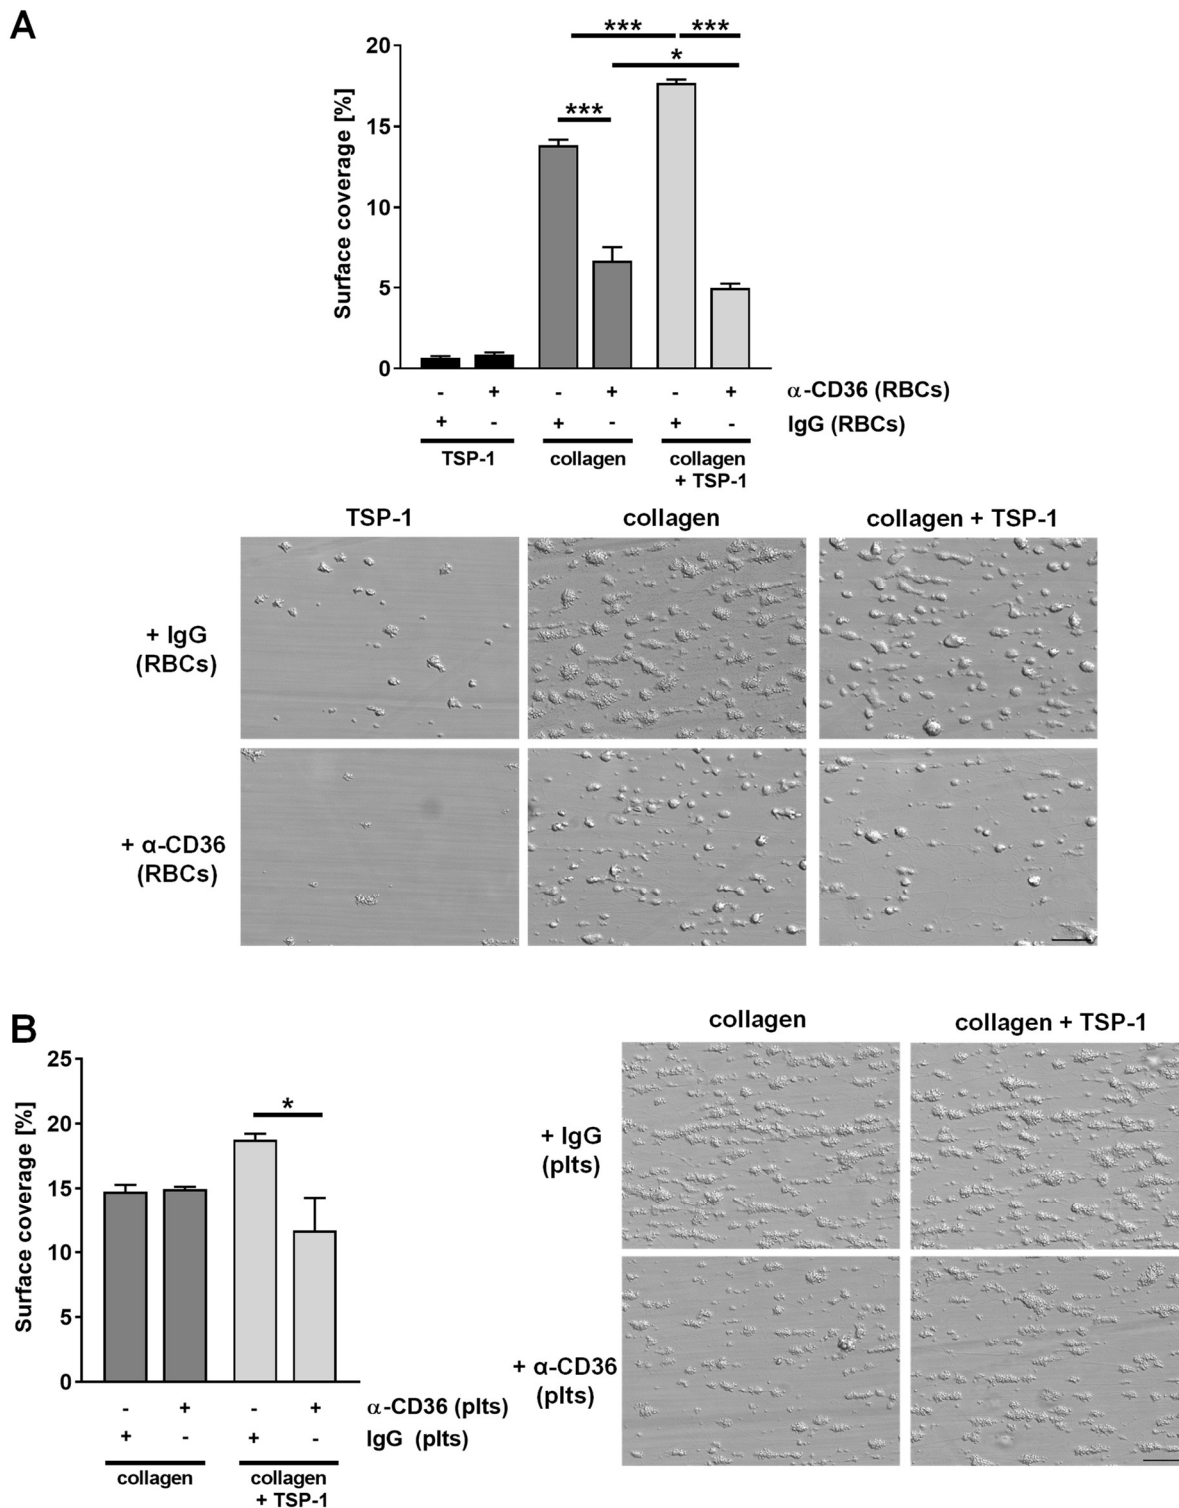 A
*** ***
*
***
Surface coverage [%]
20
15
10
5
0
- + - + - + α-CD36 (RBCs)
+ - + - + - IgG (RBCs)
TSP-1 collagen collagen
+ TSP-1
TSP-1 collagen collagen + TSP-1
+ IgG
(RBCs)
+ α-CD36
(RBCs)
B
collagen collagen + TSP-1
*
Surface coverage [%]
25
20
15
10
5
0
- + - + α-CD36 (plts)
+ - + - IgG (plts)
collagen collagen
+ TSP-1
+ IgG
(plts)
+ α-CD36
(plts)